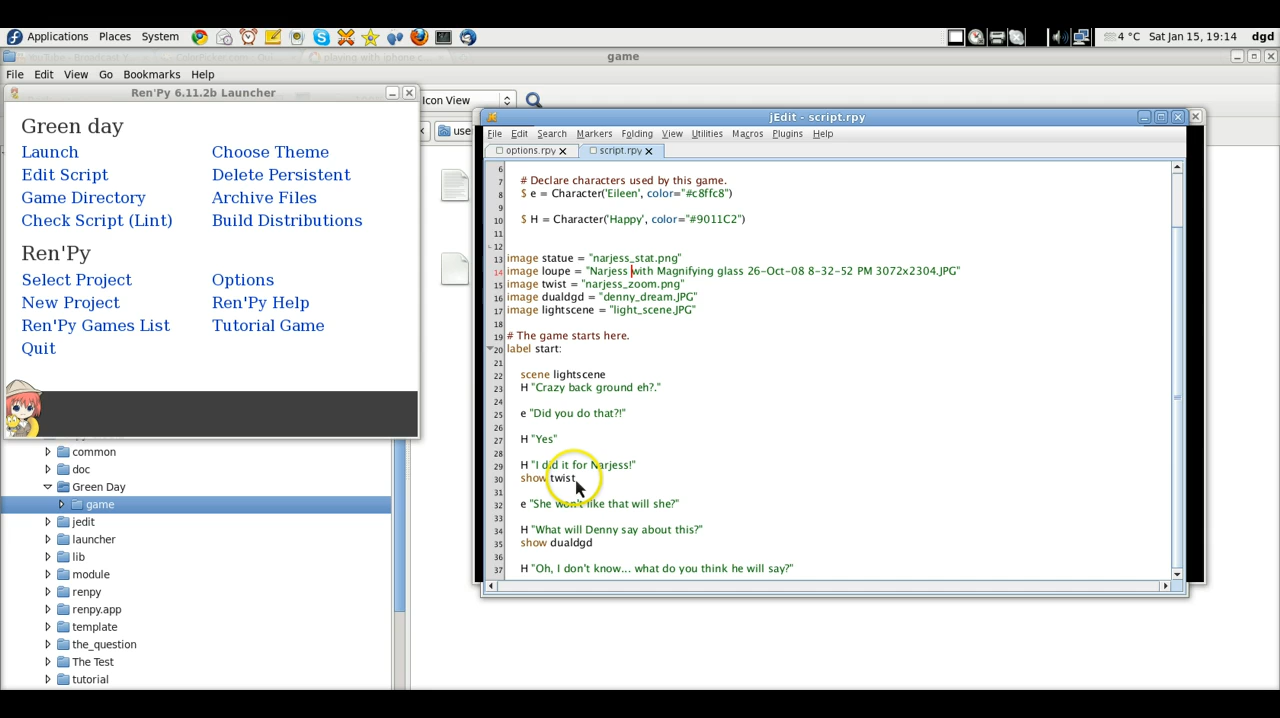 Applications Places System
4 °C Sat Jan 15, 19:14 dgd
game
File Edit View Go Bookmarks Help
Ren'Py 6.11.2b Launcher
Icon View
use
Green day
Launch
Edit Script
Game Directory
Check Script (Lint)
Choose Theme
Delete Persistent
Archive Files
Build Distributions
Ren'Py
Select Project
New Project
Ren'Py Games List
Quit
Options
Ren'Py Help
Tutorial Game
common
doc
Green Day
game
jedit
launcher
lib
module
renpy
renpy.app
template
the_question
The Test
tutorial
jEdit - script.rpy
File Edit Search Markers Folding View Utilities Macros Plugins Help
options.rpy script.rpy
6
7 # Declare characters used by this game.
8 $ e = Character('Eileen', color="#c8ffc8")
9
10 $ H = Character('Happy', color="#9011C2")
11
12
13 image statue = "narjess_stat.png"
14 image loupe = "Narjess with Magnifying glass 26-Oct-08 8-32-52 PM 3072x2304.JPG"
15 image twist = "narjess_zoom.png"
16 image dualdgd = "denny_dream.JPG"
17 image lightscene = "light_scene.JPG"
18
19 # The game starts here.
20 label start:
21
22 scene lightscene
23 H "Crazy back ground eh?."
24
25 e "Did you do that?!"
26
27 H "Yes"
28
29 H "I did it for Narjess!"
30 show twist
31
32 e "She won't like that will she?"
33
34 H "What will Denny say about this?"
35 show dualdgd
36
37 H "Oh, I don't know... what do you think he will say?"